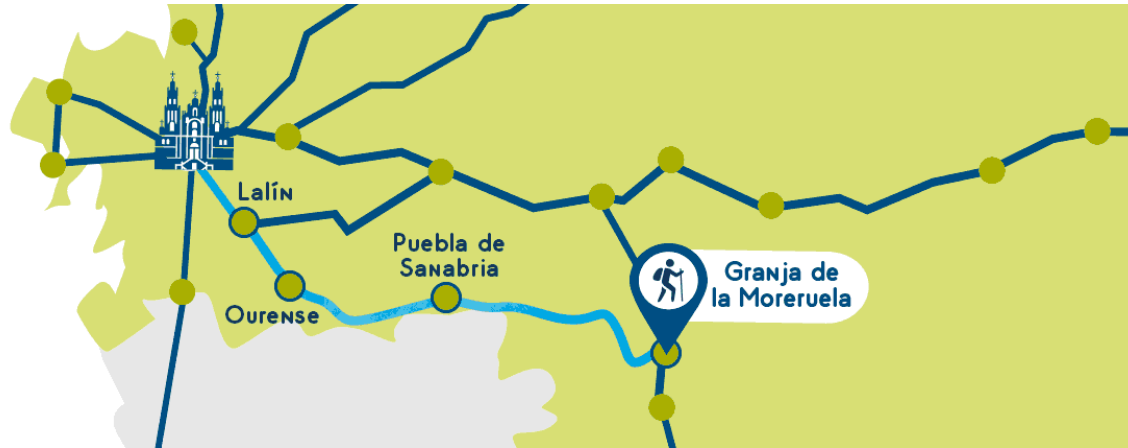 Lalín
Puebla de
Sanabria
Granja de
la Moreruela
Ourense